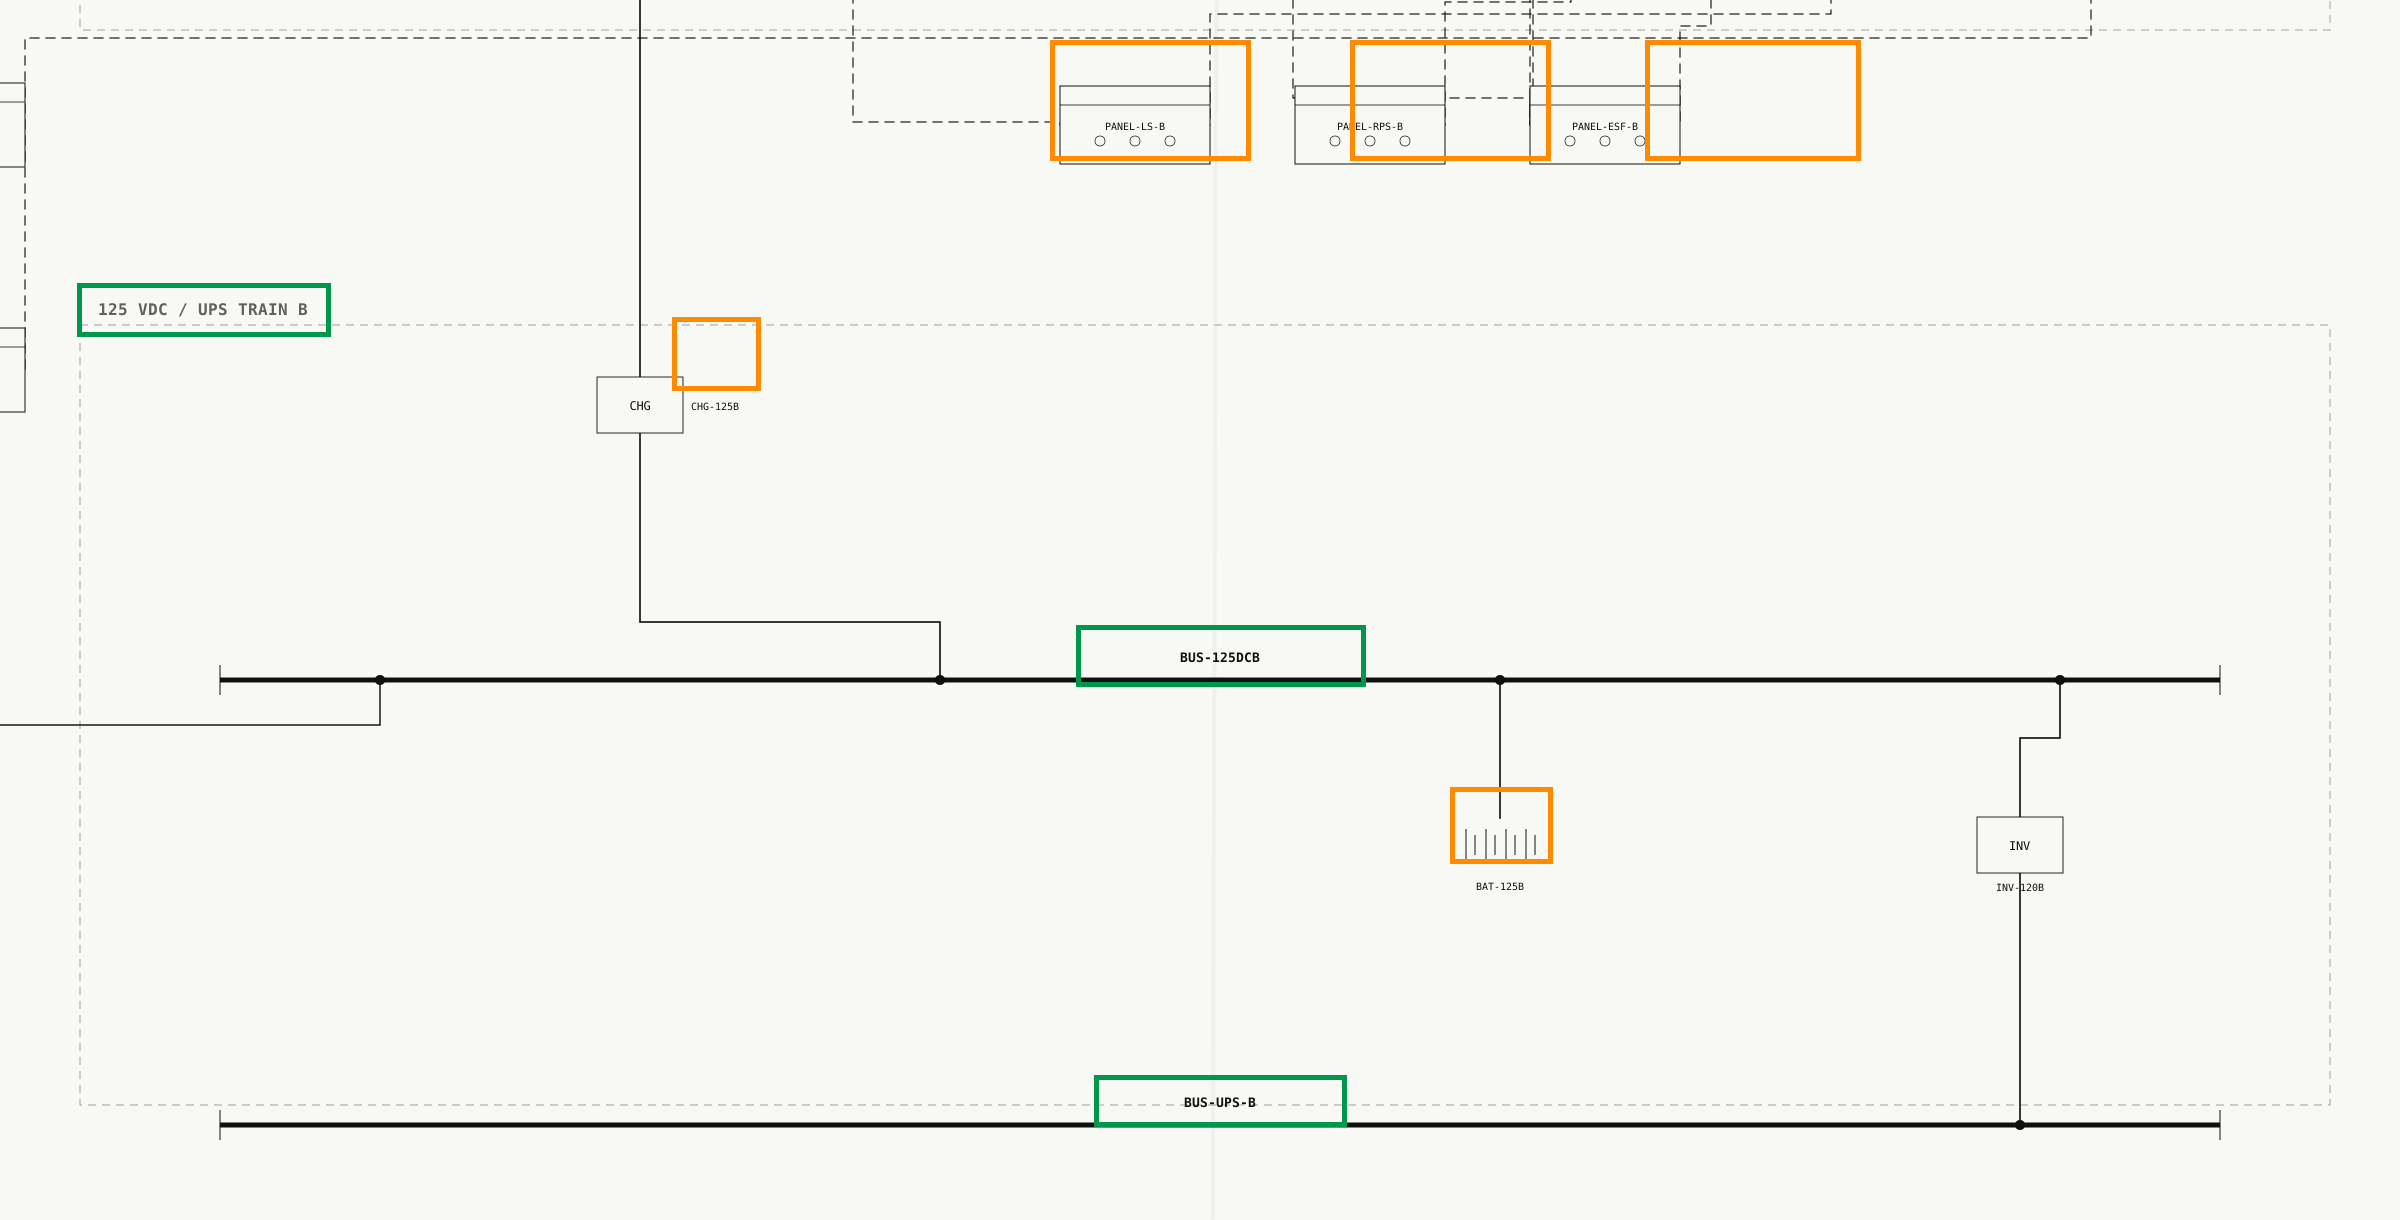 PANEL-LS-B
PANEL-RPS-B
PANEL-ESF-B
125 VDC / UPS TRAIN B
CHG
CHG-125B
BUS-125DCB
INV
BAT-125B
INV-120B
BUS-UPS-B